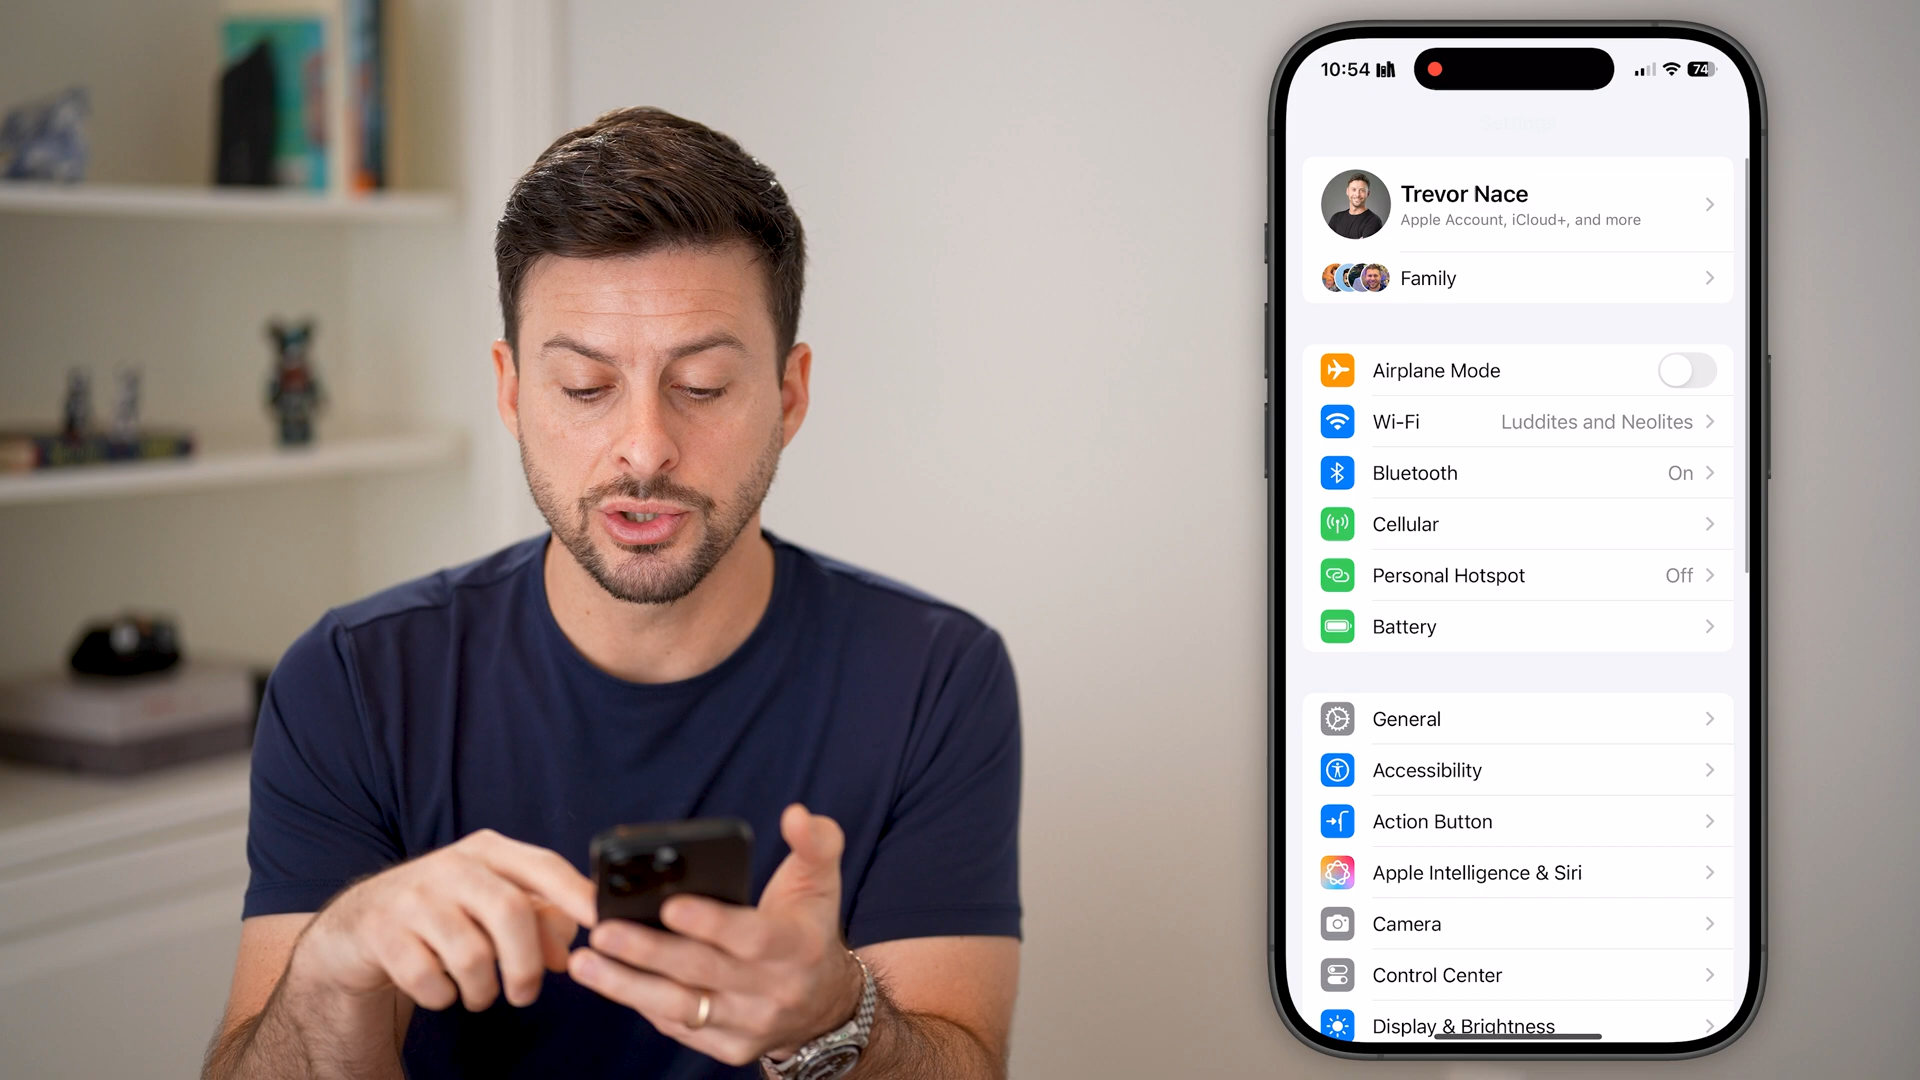 10:54
74
Settings
Trevor Nace
Apple Account, iCloud+, and more
Family
Airplane Mode
Wi-Fi Luddites and Neolites
Bluetooth On
Cellular
Personal Hotspot Off
Battery
General
Accessibility
Action Button
Apple Intelligence & Siri
Camera
Control Center
Display & Brightness